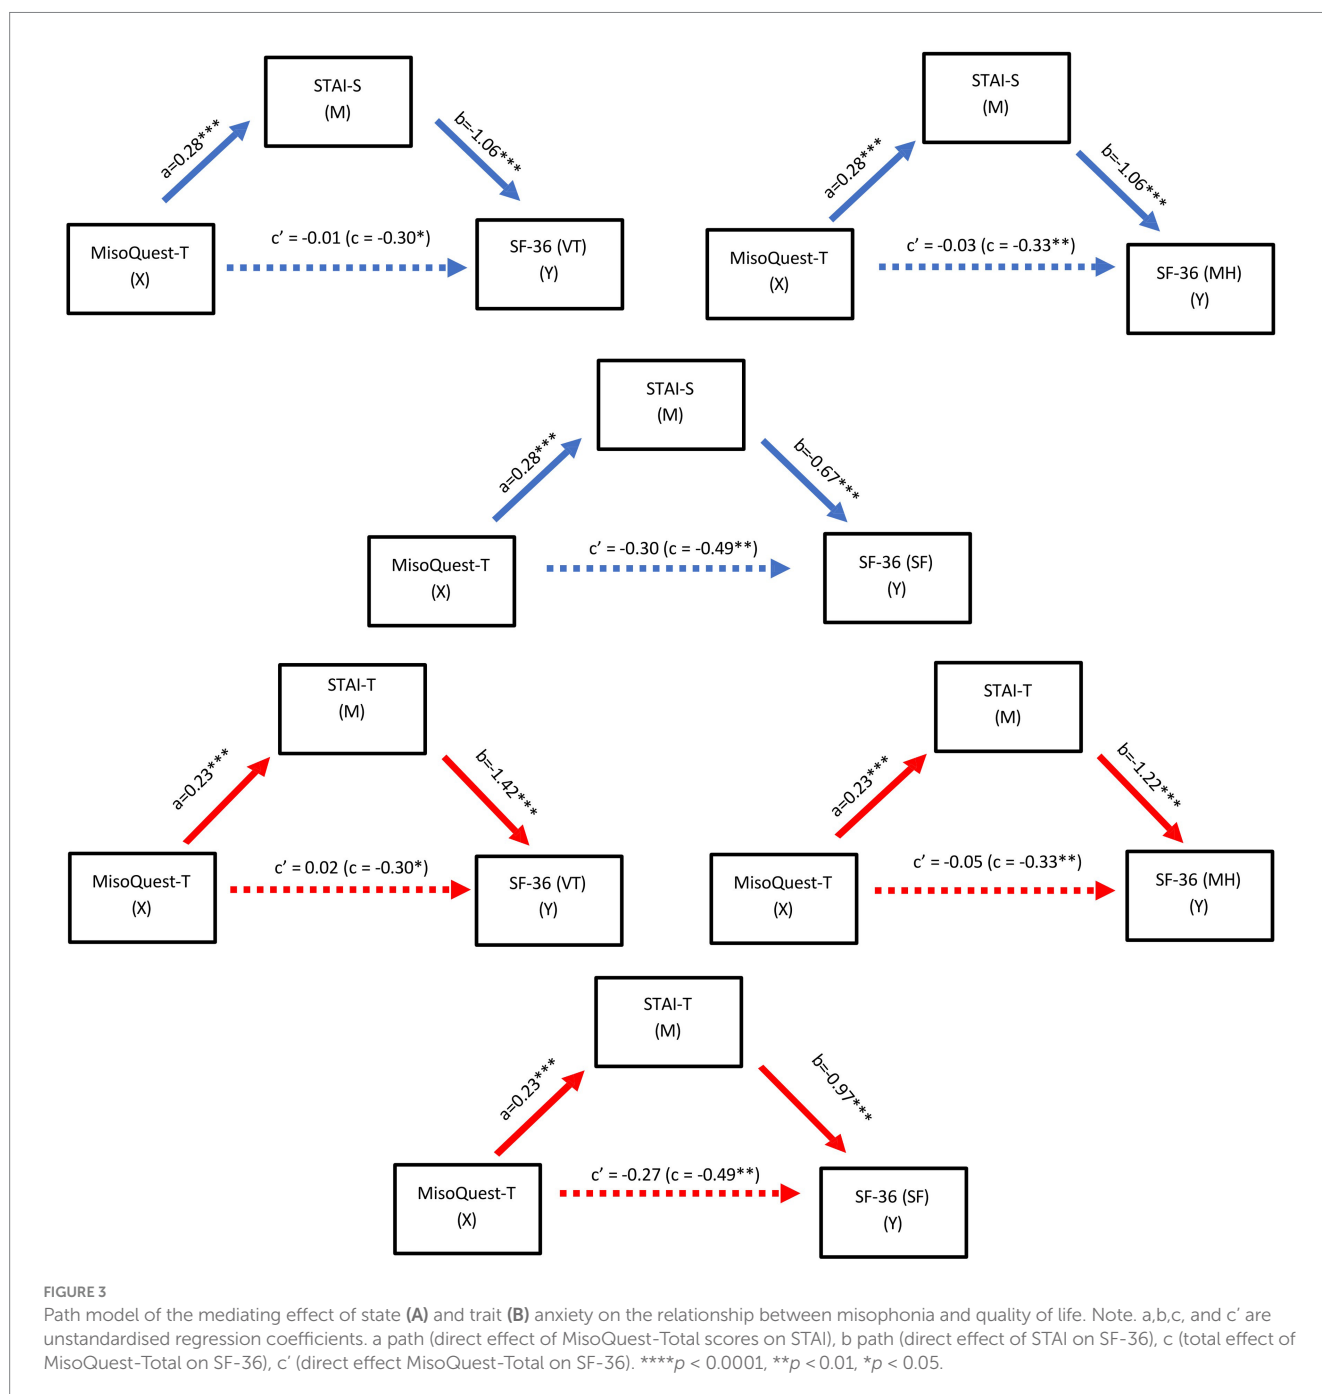 STAI-S
(M)
a=0.28***
b=-1.06***
MisoQuest-T
(X)
c’ = -0.01 (c = -0.30*)
SF-36 (VT)
(Y)
STAI-S
(M)
a=0.28***
b=-1.06***
MisoQuest-T
(X)
c’ = -0.03 (c = -0.33**)
SF-36 (MH)
(Y)
STAI-S
(M)
a=0.28***
b=-0.67***
MisoQuest-T
(X)
c’ = -0.30 (c = -0.49**)
SF-36 (SF)
(Y)
STAI-T
(M)
a=0.23***
b=-1.42***
MisoQuest-T
(X)
c’ = 0.02 (c = -0.30*)
SF-36 (VT)
(Y)
STAI-T
(M)
a=0.23***
b=-1.22***
MisoQuest-T
(X)
c’ = -0.05 (c = -0.33**)
SF-36 (MH)
(Y)
STAI-T
(M)
a=0.23***
b=-0.97***
MisoQuest-T
(X)
c’ = -0.27 (c = -0.49**)
SF-36 (SF)
(Y)
FIGURE 3
Path model of the mediating effect of state (A) and trait (B) anxiety on the relationship between misophonia and quality of life. Note. a,b,c, and c′ are
unstandardised regression coefficients. a path (direct effect of MisoQuest-Total scores on STAI), b path (direct effect of STAI on SF-36), c (total effect of
MisoQuest-Total on SF-36), c′ (direct effect MisoQuest-Total on SF-36). ****p < 0.0001, **p < 0.01, *p < 0.05.